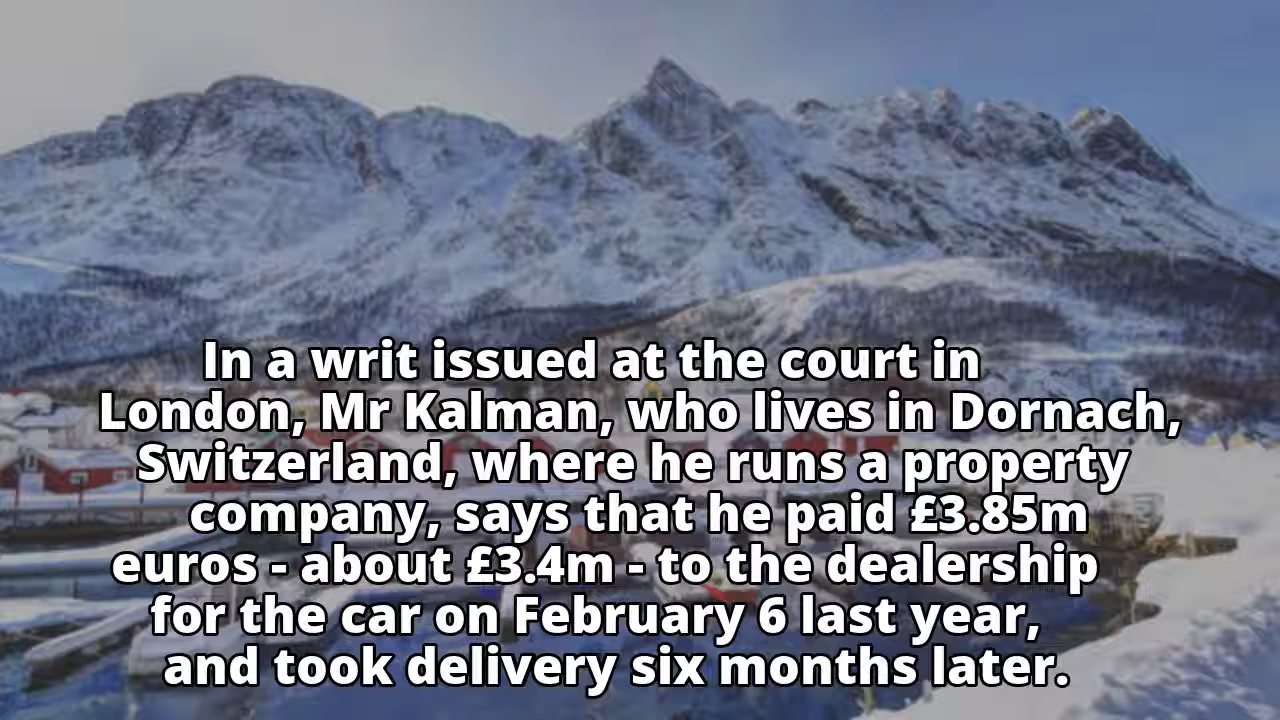 In a writ issued at the court in
London, Mr Kalman, who lives in Dornach,
Switzerland, where he runs a property
company, says that he paid £3.85m
euros - about £3.4m - to the dealership
for the car on February 6 last year,
and took delivery six months later.